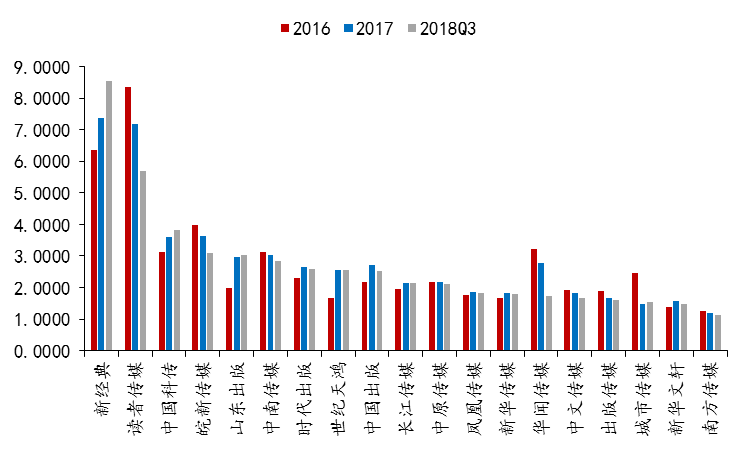 2016 2017 2018Q3
9.0000
8.0000
7.0000
6.0000
5.0000
4.0000
3.0000
2.0000
1.0000
0.0000
新经典
读者传媒
中国科传
皖新传媒
山东出版
中南传媒
时代出版
世纪天鸿
中国出版
长江传媒
中原传媒
凤凰传媒
新华传媒
华闻传媒
中文传媒
出版传媒
城市传媒
新华文轩
南方传媒